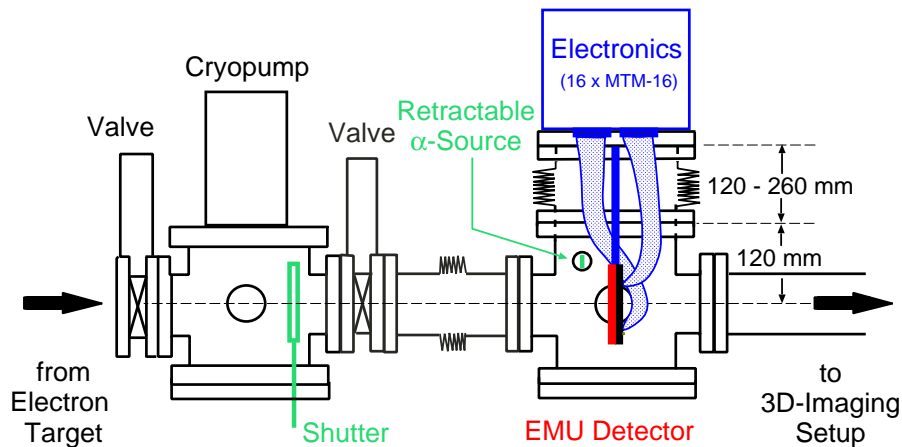 Electronics
(16 x MTM-16)
Cryopump
Retractable
α-Source
Valve
Valve
120 - 260 mm
120 mm
from
Electron
Target
Shutter
EMU Detector
to
3D-Imaging
Setup